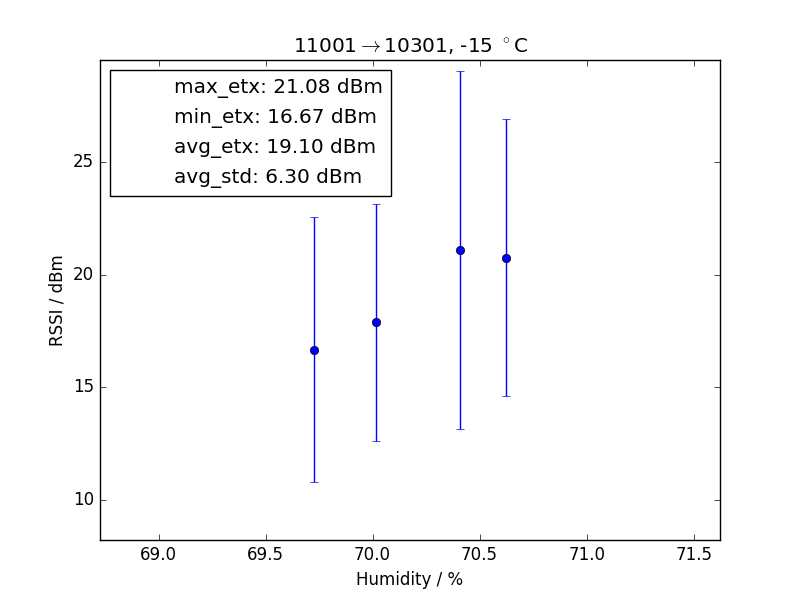 11001→10301, -15 °C
max_etx: 21.08 dBm
min_etx: 16.67 dBm
avg_etx: 19.10 dBm
avg_std: 6.30 dBm
25
20
15
10
RSSI / dBm
69.0 69.5 70.0 70.5 71.0 71.5
Humidity / %